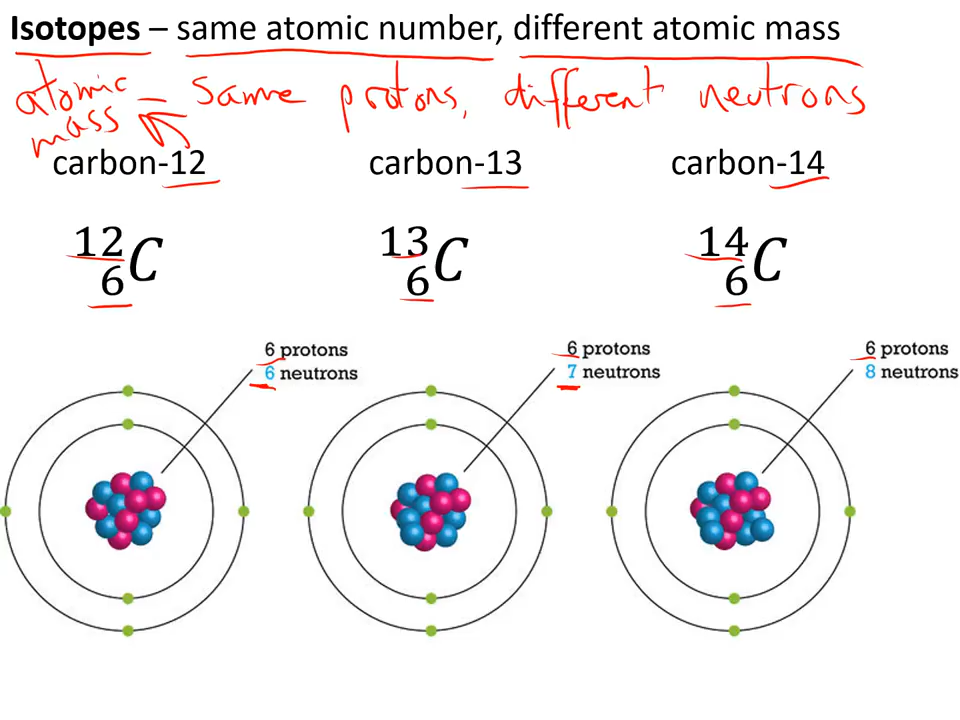 Isotopes – same atomic number, different atomic mass
atomic mass = same protons, different neutrons
carbon-12 carbon-13 carbon-14
12 6 C 13 6 C 14 6 C
6 protons 6 protons 6 protons
6 neutrons 7 neutrons 8 neutrons